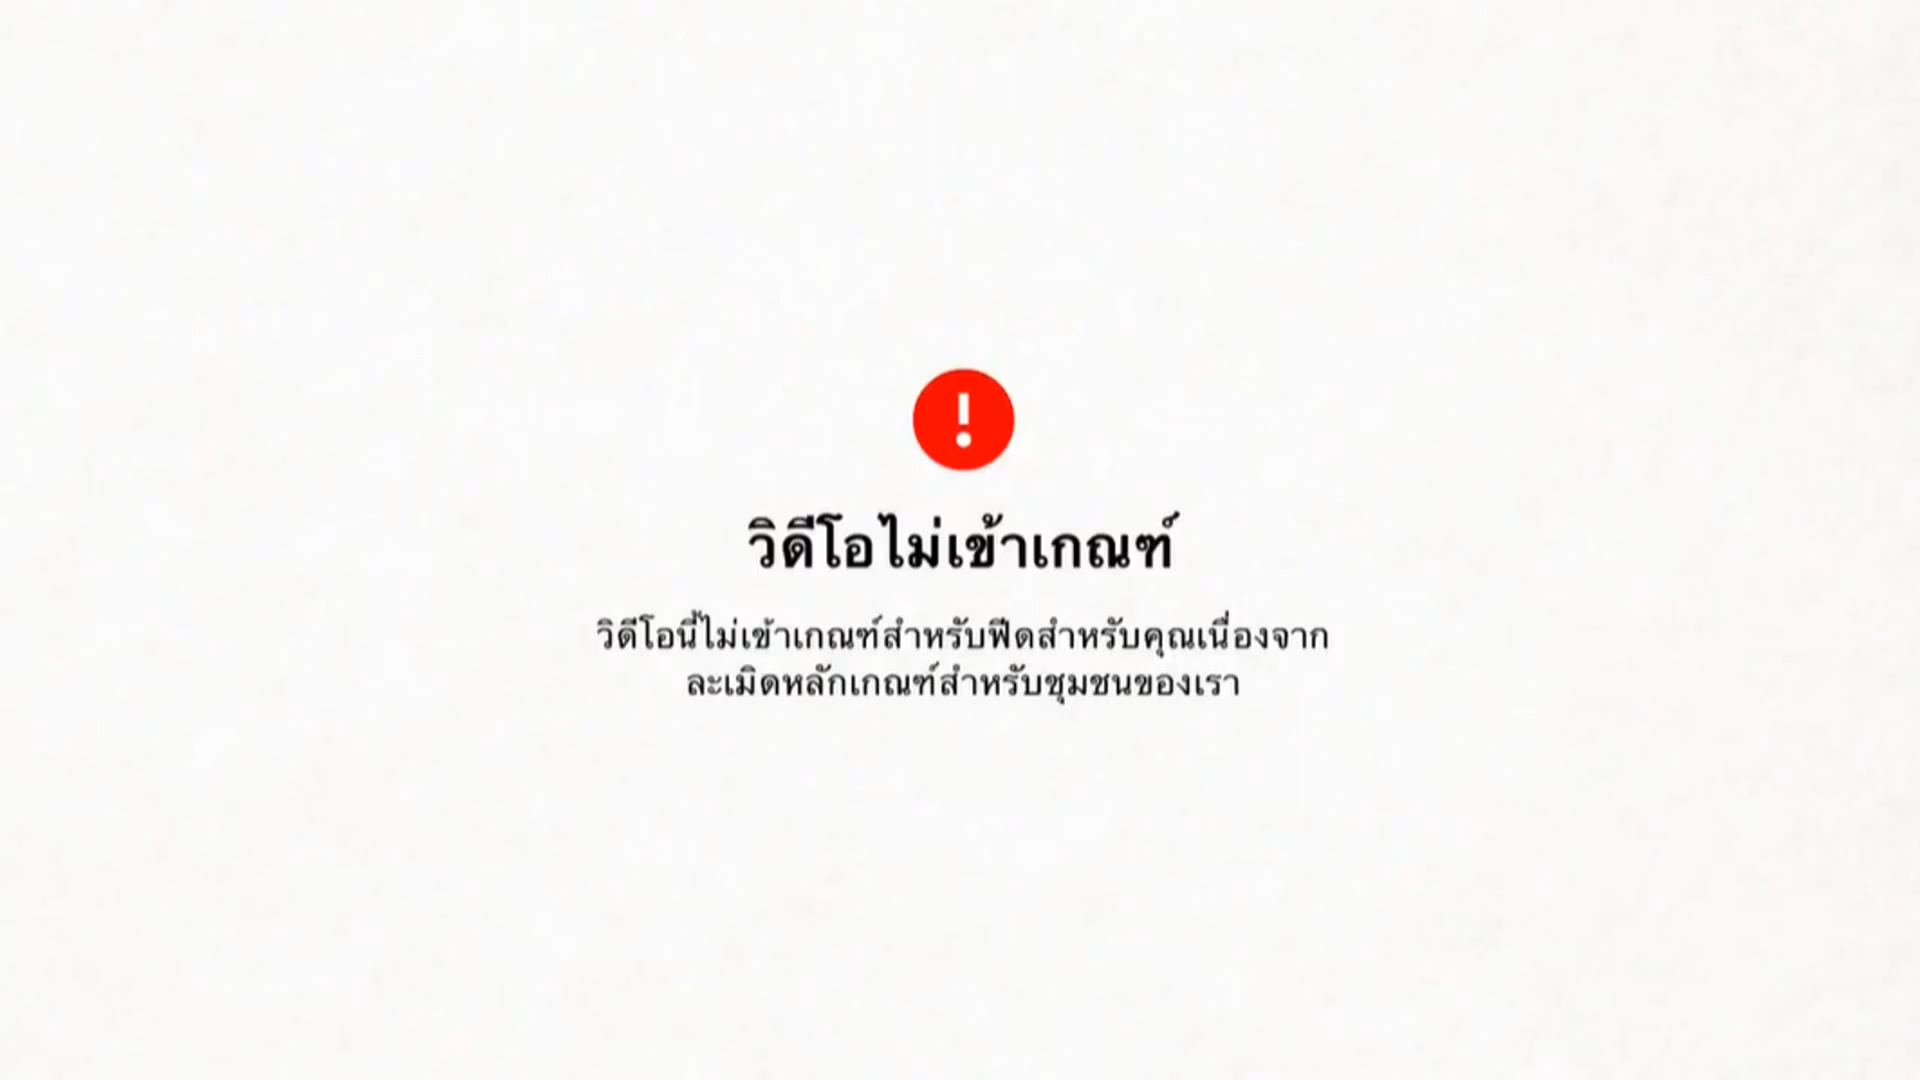 วิดีโอไม่เข้าเกณฑ์
วิดีโอนี้ไม่เข้าเกณฑ์สำหรับฟีดสำหรับคุณเนื่องจาก
ละเมิดหลักเกณฑ์สำหรับชุมชนของเรา